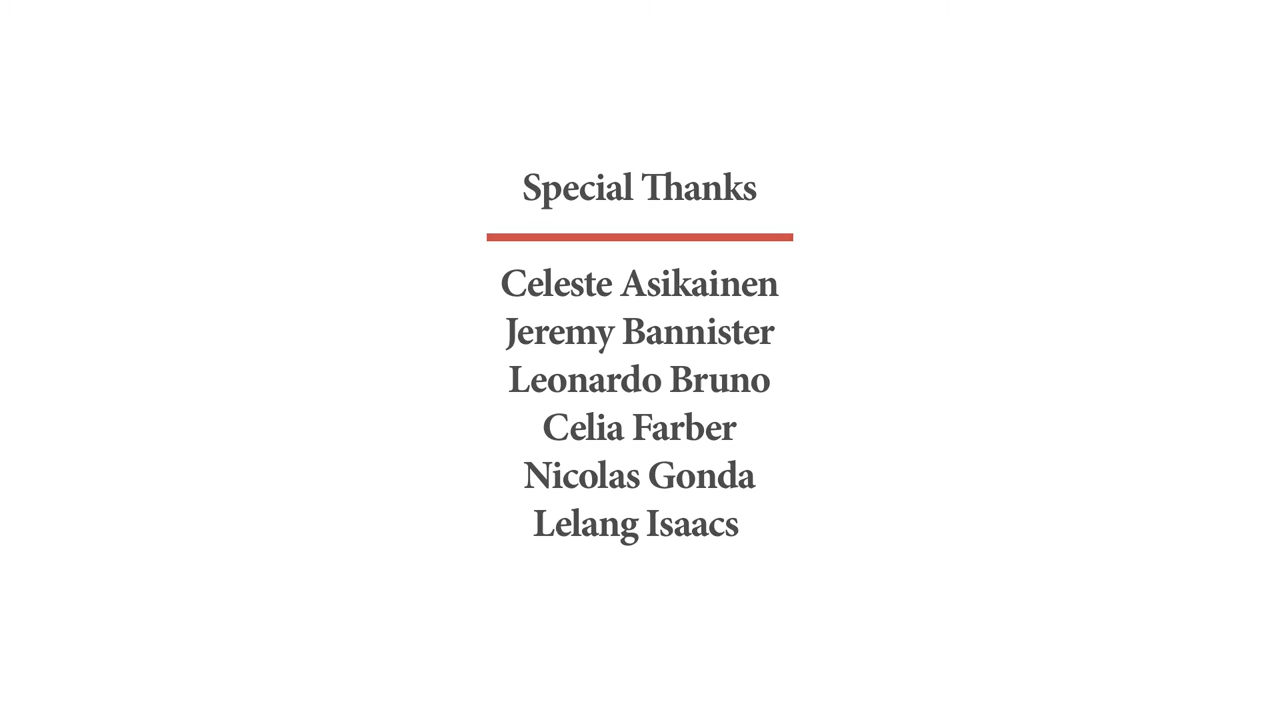 Special Thanks
Celeste Asikainen
Jeremy Bannister
Leonardo Bruno
Celia Farber
Nicolas Gonda
Lelang Isaacs